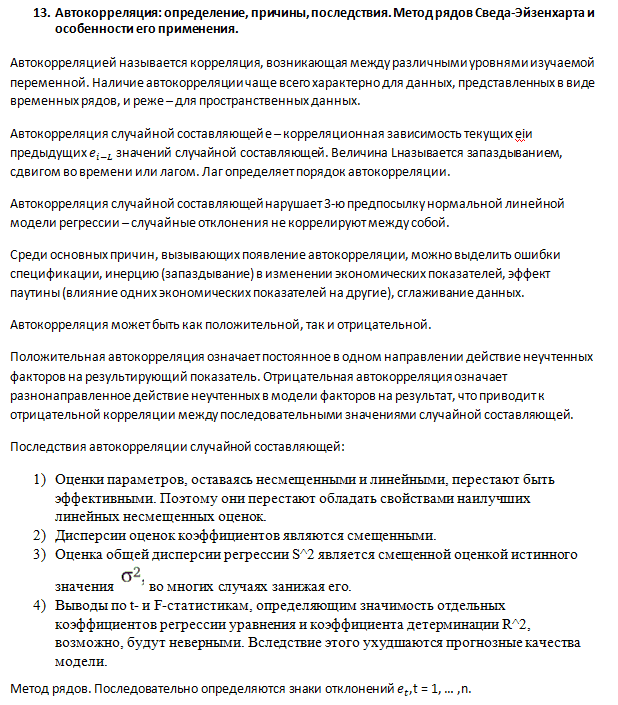 13. Автокорреляция: определение, причины, последствия. Метод рядов Сведа-Эйзенхарта и
особенности его применения.
Автокорреляцией называется корреляция, возникающая между различными уровнями изучаемой
переменной. Наличие автокорреляции чаще всего характерно для данных, представленных в виде
временных рядов, и реже – для пространственных данных.
Автокорреляция случайной составляющей e – корреляционная зависимость текущих eiи
предыдущих e_{i−L} значений случайной составляющей. Величина Lназывается запаздыванием,
сдвигом во времени или лагом. Лаг определяет порядок автокорреляции.
Автокорреляция случайной составляющей нарушает 3-ю предпосылку нормальной линейной
модели регрессии – случайные отклонения не коррелируют между собой.
Среди основных причин, вызывающих появление автокорреляции, можно выделить ошибки
спецификации, инерцию (запаздывание) в изменении экономических показателей, эффект
паутины (влияние одних экономических показателей на другие), сглаживание данных.
Автокорреляция может быть как положительной, так и отрицательной.
Положительная автокорреляция означает постоянное в одном направлении действие неучтенных
факторов на результирующий показатель. Отрицательная автокорреляция означает
разнонаправленное действие неучтенных в модели факторов на результат, что приводит к
отрицательной корреляции между последовательными значениями случайной составляющей.
Последствия автокорреляции случайной составляющей:
1) Оценки параметров, оставаясь несмещенными и линейными, перестают быть
эффективными. Поэтому они перестают обладать свойствами наилучших
линейных несмещенных оценок.
2) Дисперсии оценок коэффициентов являются смещенными.
3) Оценка общей дисперсии регрессии S^2 является смещенной оценкой истинного
значения σ², во многих случаях занижая его.
4) Выводы по t- и F-статистикам, определяющим значимость отдельных
коэффициентов регрессии уравнения и коэффициента детерминации R^2,
возможно, будут неверными. Вследствие этого ухудшаются прогнозные качества
модели.
Метод рядов. Последовательно определяются знаки отклонений e_t,t = 1, … ,n.